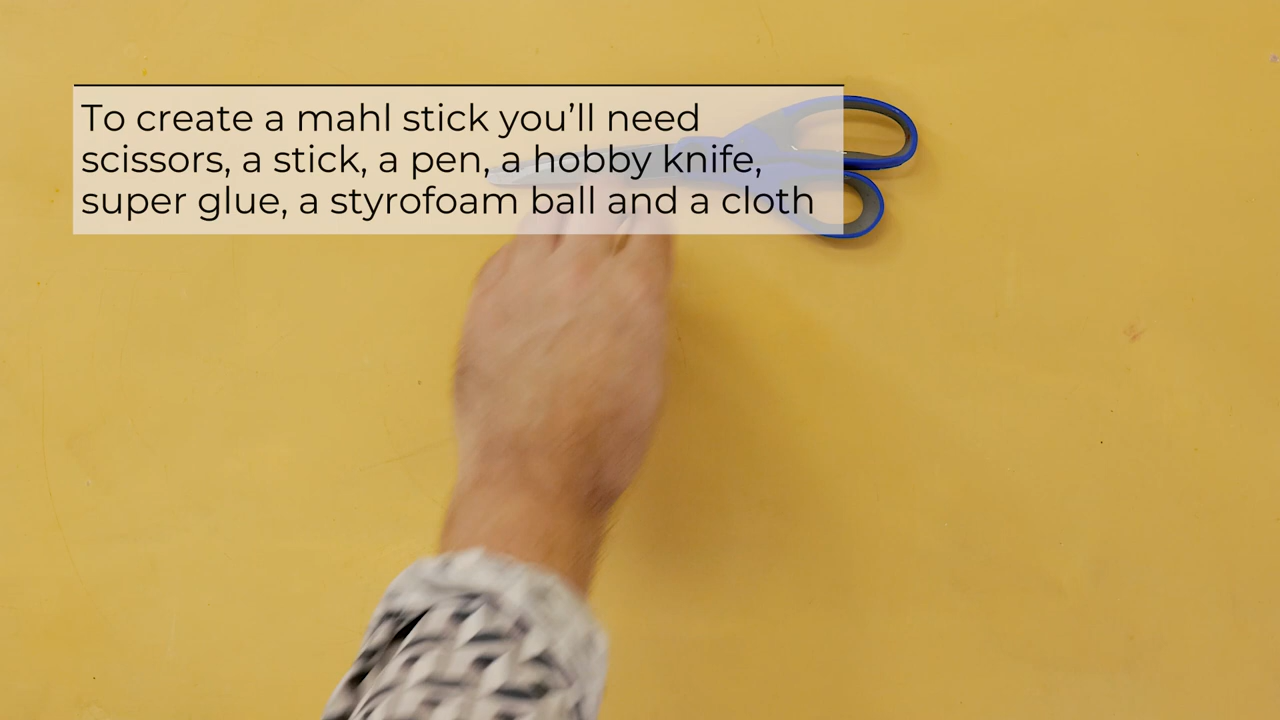 To create a mahl stick you’ll need
scissors, a stick, a pen, a hobby knife,
super glue, a styrofoam ball and a cloth